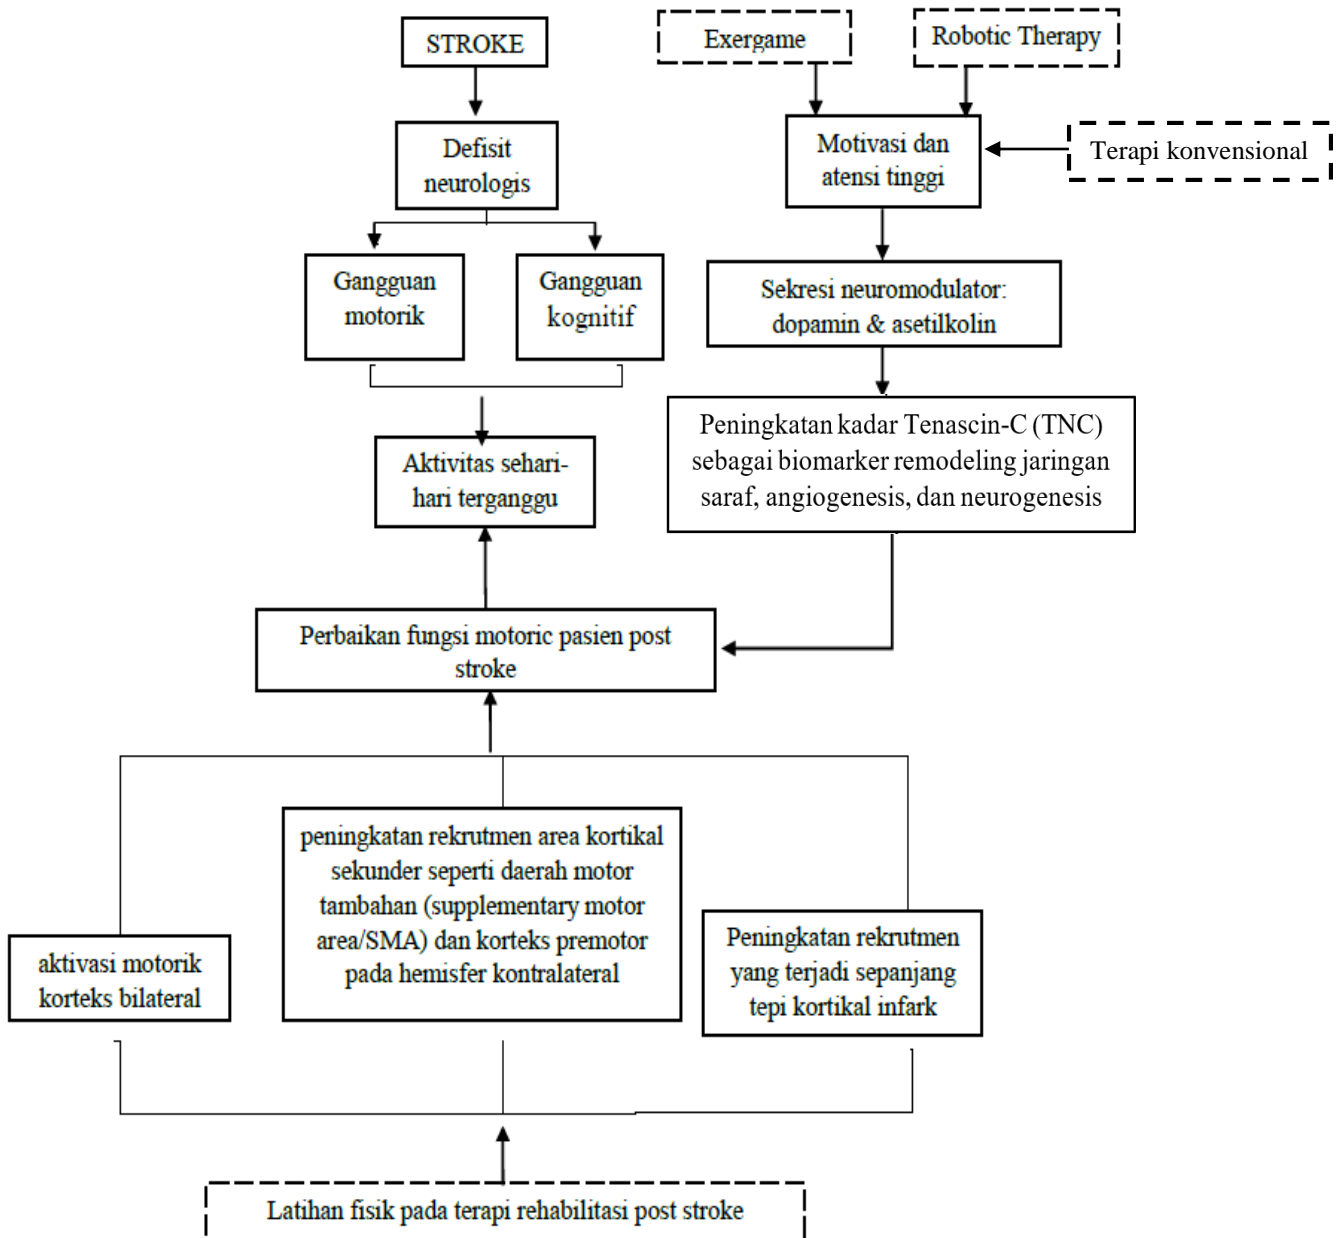 STROKE
Exergame
Robotic Therapy
Defisit
neurologis
Motivasi dan
atensi tinggi
Terapi konvensional
Gangguan
motorik
Gangguan
kognitif
Sekresi neuromodulator:
dopamin & asetilkolin
Aktivitas sehari-
hari terganggu
Peningkatan kadar Tenascin-C (TNC)
sebagai biomarker remodeling jaringan
saraf, angiogenesis, dan neurogenesis
Perbaikan fungsi motoric pasien post
stroke
aktivasi motorik
korteks bilateral
peningkatan rekrutmen area kortikal
sekunder seperti daerah motor
tambahan (supplementary motor
area/SMA) dan korteks premotor
pada hemisfer kontralateral
Peningkatan rekrutmen
yang terjadi sepanjang
tepi kortikal infark
Latihan fisik pada terapi rehabilitasi post stroke